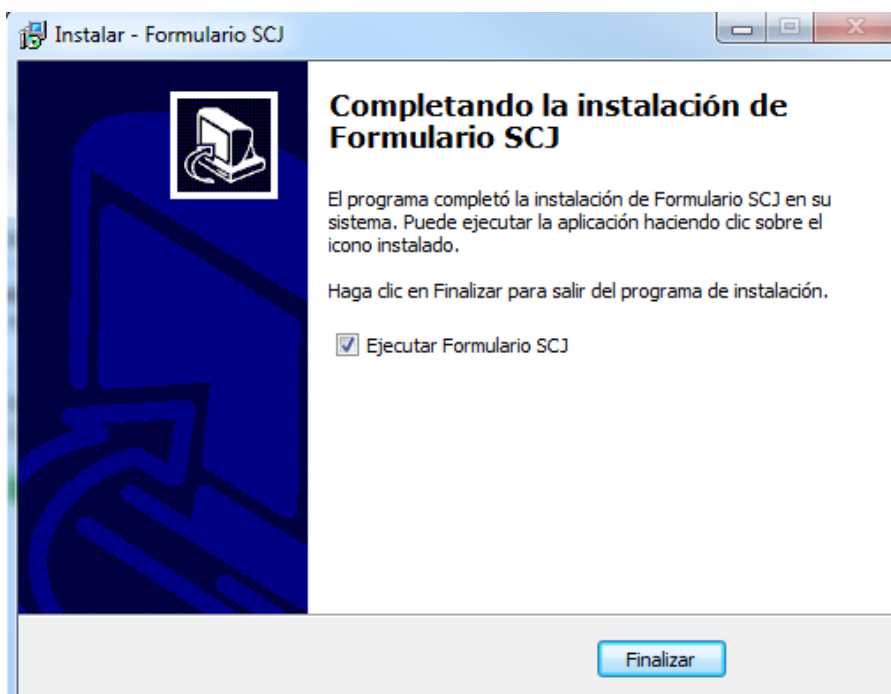 Instalar - Formulario SCJ
Completando la instalación de
Formulario SCJ
El programa completó la instalación de Formulario SCJ en su
sistema. Puede ejecutar la aplicación haciendo clic sobre el
icono instalado.
Haga clic en Finalizar para salir del programa de instalación.
Ejecutar Formulario SCJ
Finalizar